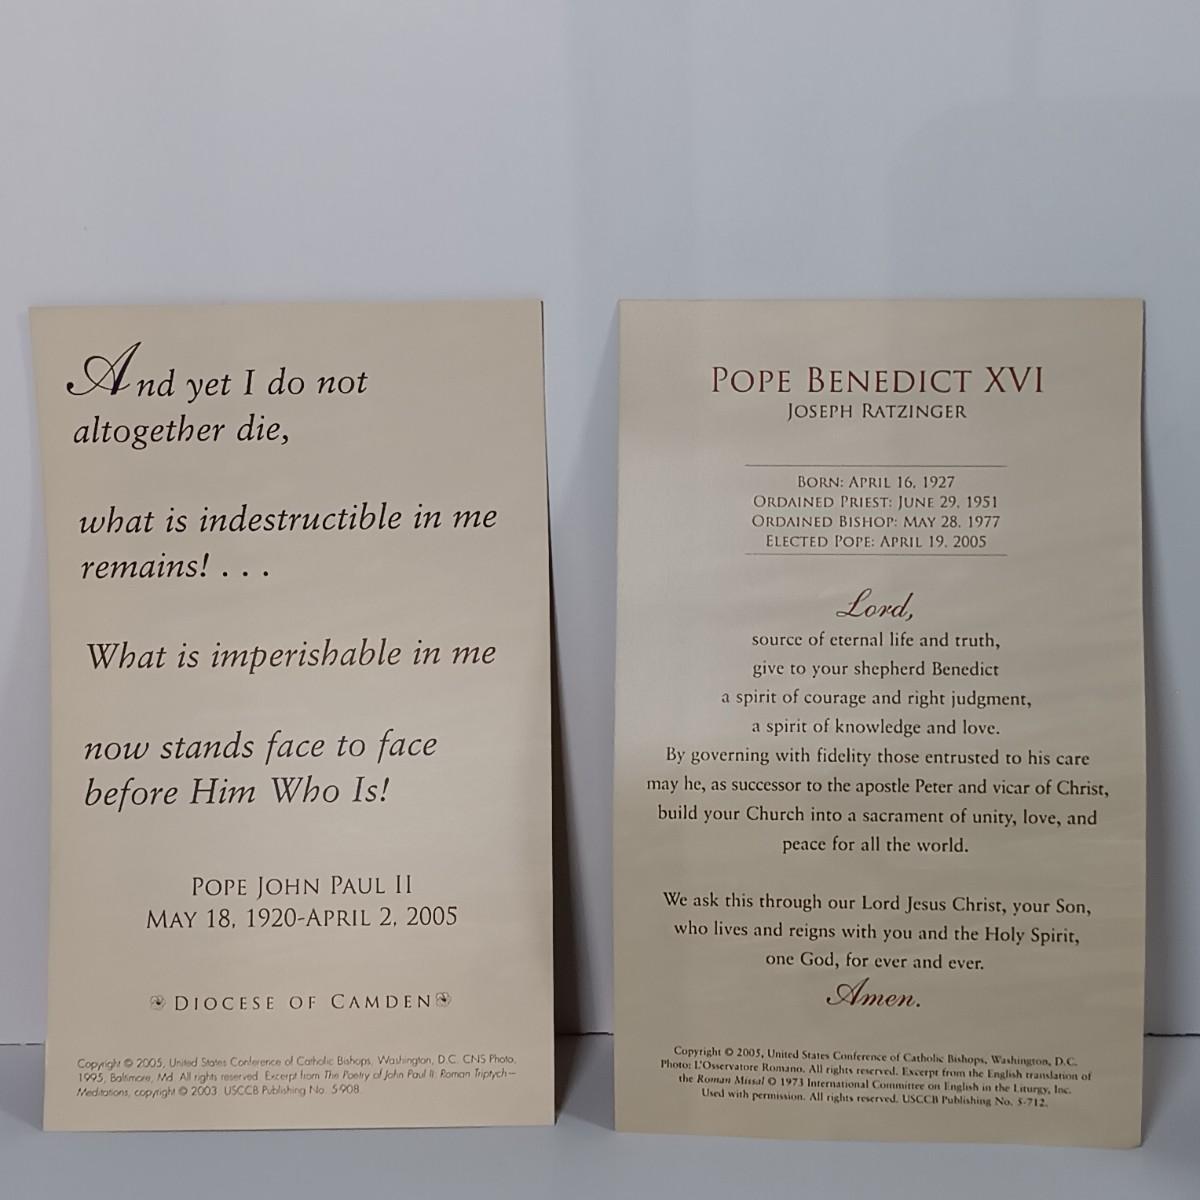 And yet I do not
altogether die,
what is indestructible in me
remains! . . .
What is imperishable in me
now stands face to face
before Him Who Is!
POPE JOHN PAUL II
MAY 18, 1920-APRIL 2, 2005
DIOCESE OF CAMDEN
Copyright © 2005, United States Conference of Catholic Bishops, Washington, D.C. CNS Photo,
1995, Baltimore, Md. All rights reserved. Excerpt from The Poetry of John Paul II: Roman Triptych—
Meditations, copyright © 2003. USCCB Publishing No. 5-908.
POPE BENEDICT XVI
JOSEPH RATZINGER
BORN: APRIL 16, 1927
ORDAINED PRIEST: JUNE 29, 1951
ORDAINED BISHOP: MAY 28, 1977
ELECTED POPE: APRIL 19, 2005
Lord,
source of eternal life and truth,
give to your shepherd Benedict
a spirit of courage and right judgment,
a spirit of knowledge and love.
By governing with fidelity those entrusted to his care
may he, as successor to the apostle Peter and vicar of Christ,
build your Church into a sacrament of unity, love, and
peace for all the world.
We ask this through our Lord Jesus Christ, your Son,
who lives and reigns with you and the Holy Spirit,
one God, for ever and ever.
Amen.
Copyright © 2005, United States Conference of Catholic Bishops, Washington, D.C.
Photo: L'Osservatore Romano. All rights reserved. Excerpt from the English translation of
the Roman Missal © 1973 International Committee on English in the Liturgy, Inc.
Used with permission. All rights reserved. USCCB Publishing No. 5-712.